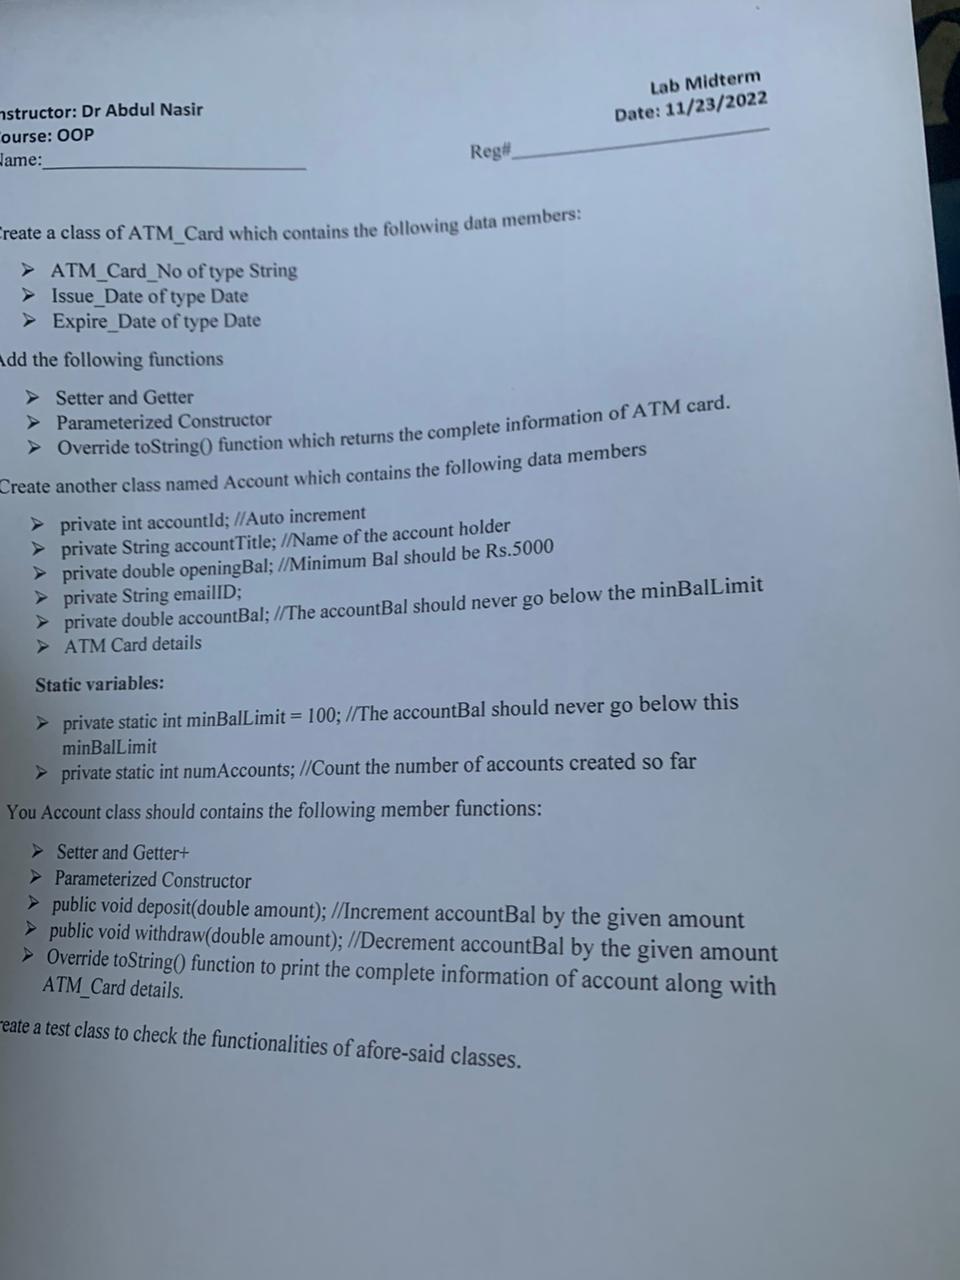 nstructor: Dr Abdul Nasir
Lab Midterm
ourse: OOP
Date: 11/23/2022
ame:
Reg#
reate a class of ATM_Card which contains the following data members:
➢ ATM_Card_No of type String
➢ Issue_Date of type Date
➢ Expire_Date of type Date
Add the following functions
➢ Setter and Getter
➢ Parameterized Constructor
➢ Override toString() function which returns the complete information of ATM card.
Create another class named Account which contains the following data members
➢ private int accountId; //Auto increment
➢ private String accountTitle; //Name of the account holder
➢ private double openingBal; //Minimum Bal should be Rs.5000
➢ private String emailID;
➢ private double accountBal; //The accountBal should never go below the minBalLimit
➢ ATM Card details
Static variables:
➢ private static int minBalLimit = 100; //The accountBal should never go below this
minBalLimit
➢ private static int numAccounts; //Count the number of accounts created so far
You Account class should contains the following member functions:
➢ Setter and Getter+
➢ Parameterized Constructor
➢ public void deposit(double amount); //Increment accountBal by the given amount
➢ public void withdraw(double amount); //Decrement accountBal by the given amount
➢ Override toString() function to print the complete information of account along with
ATM_Card details.
reate a test class to check the functionalities of afore-said classes.